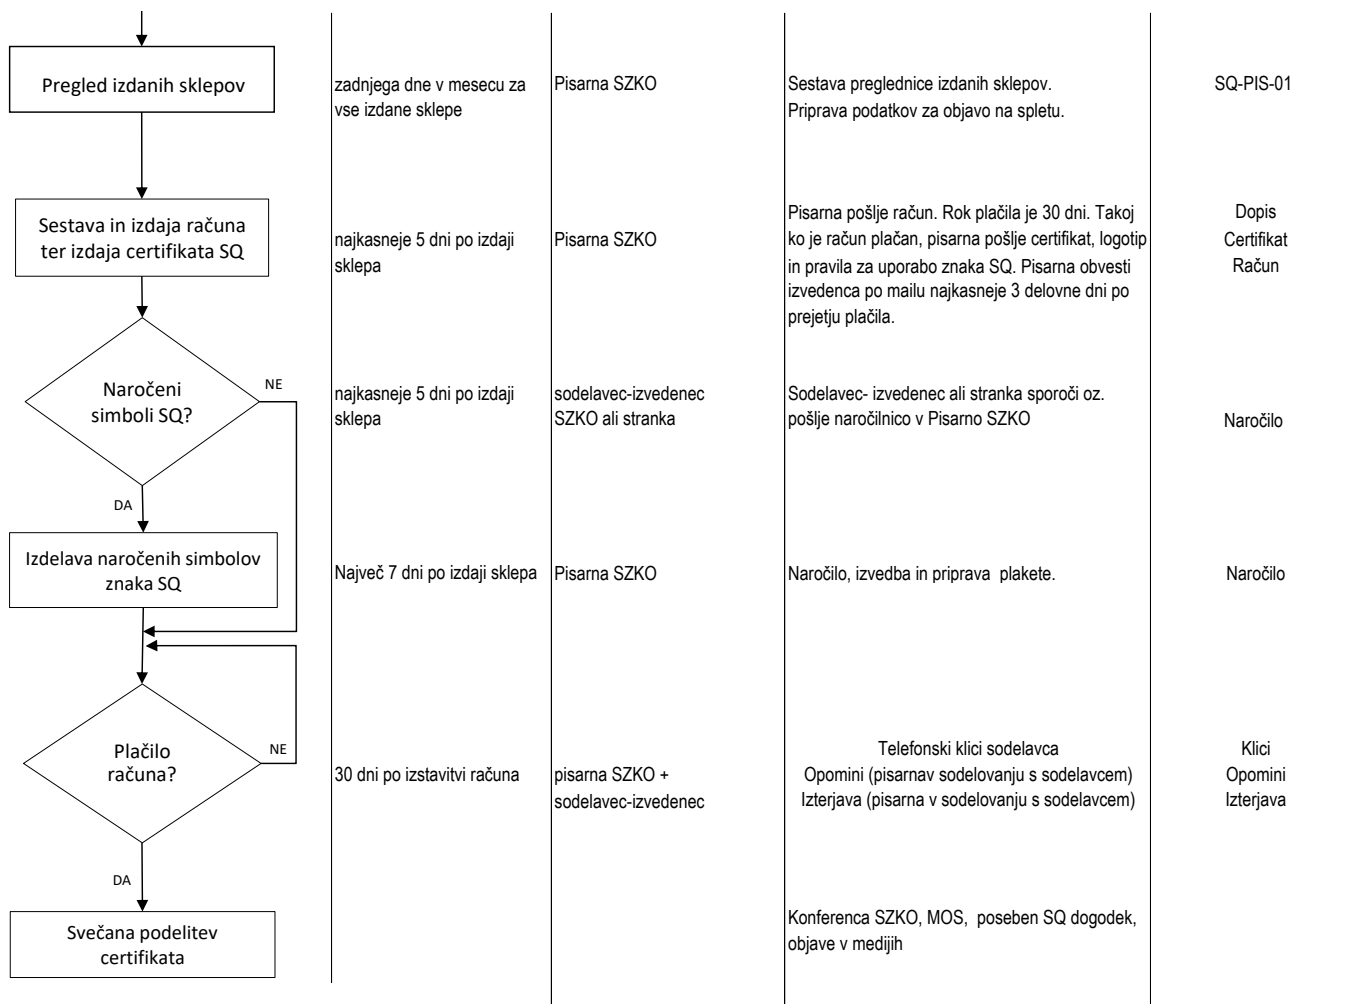 Pregled izdanih sklepov
zadnjega dne v mesecu za
vse izdane sklepe
Pisarna SZKO
Sestava preglednice izdanih sklepov.
Priprava podatkov za objavo na spletu.
SQ-PIS-01
Sestava in izdaja računa
ter izdaja certifikata SQ
najkasneje 5 dni po izdaji
sklepa
Pisarna SZKO
Pisarna pošlje račun. Rok plačila je 30 dni. Takoj
ko je račun plačan, pisarna pošlje certifikat, logotip
in pravila za uporabo znaka SQ. Pisarna obvesti
izvedenca po mailu najkasneje 3 delovne dni po
prejetju plačila.
Dopis
Certifikat
Račun
Naročeni
simboli SQ?
NE
DA
najkasneje 5 dni po izdaji
sklepa
sodelavec-izvedenec
SZKO ali stranka
Sodelavec- izvedenec ali stranka sporoči oz.
pošlje naročilnico v Pisarno SZKO
Naročilo
Izdelava naročenih simbolov
znaka SQ
Največ 7 dni po izdaji sklepa
Pisarna SZKO
Naročilo, izvedba in priprava  plakete.
Naročilo
Plačilo
računa?
NE
DA
30 dni po izstavitvi računa
pisarna SZKO +
sodelavec-izvedenec
Telefonski klici sodelavca
Opomini (pisarnav sodelovanju s sodelavcem)
Izterjava (pisarna v sodelovanju s sodelavcem)
Klici
Opomini
Izterjava
Svečana podelitev
certifikata
Konferenca SZKO, MOS,  poseben SQ dogodek,
objave v medijih